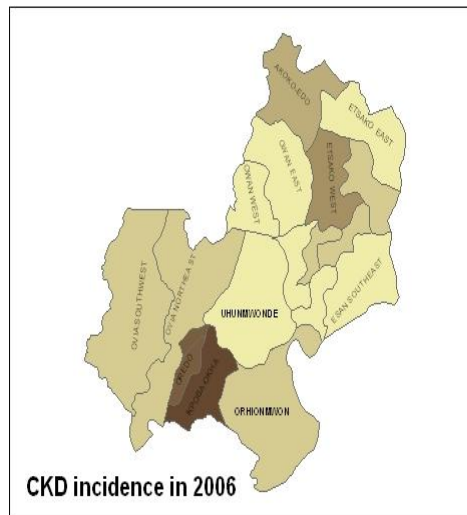 AKOKO-EDO
ETSAKO EAST
ETSAKO WEST
OWAN EAST
OWAN WEST
OVIA SOUTHWEST
OVIA NORTHEAST
UHUNMWONDE
ESAN SOUTHEAST
OREDO
IKPOBA-OKHA
ORHIONMWON
CKD incidence in 2006